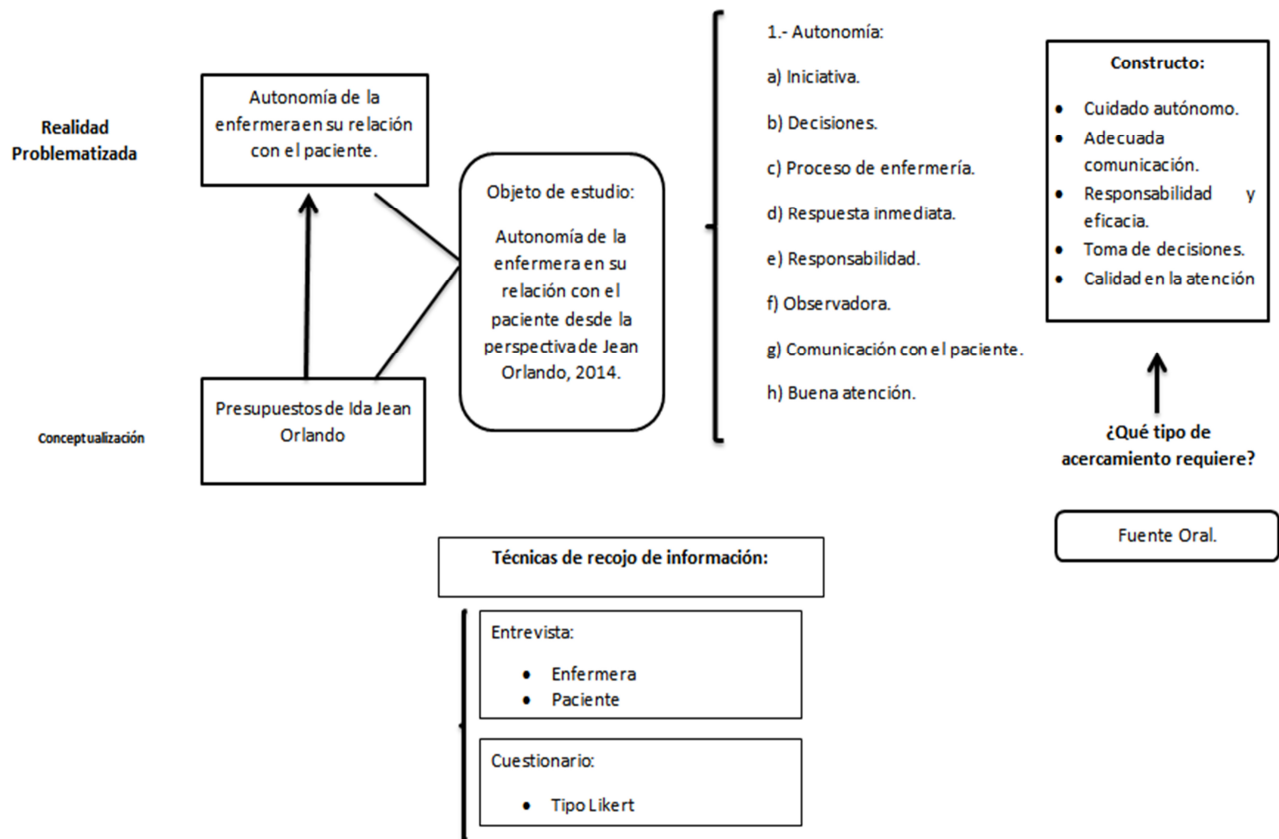 Realidad
Problematizada
Autonomía de la
enfermera en su relación
con el paciente.
Conceptualización
Presupuestos de Ida Jean
Orlando
Objeto de estudio:
Autonomía de la
enfermera en su
relación con el
paciente desde la
perspectiva de Jean
Orlando, 2014.
1.- Autonomía:
a) Iniciativa.
b) Decisiones.
c) Proceso de enfermería.
d) Respuesta inmediata.
e) Responsabilidad.
f) Observadora.
g) Comunicación con el paciente.
h) Buena atención.
Constructo:
• Cuidado autónomo.
• Adecuada
comunicación.
• Responsabilidad y
eficacia.
• Toma de decisiones.
• Calidad en la atención
¿Qué tipo de
acercamiento requiere?
Fuente Oral.
Técnicas de recojo de información:
Entrevista:
• Enfermera
• Paciente
Cuestionario:
• Tipo Likert